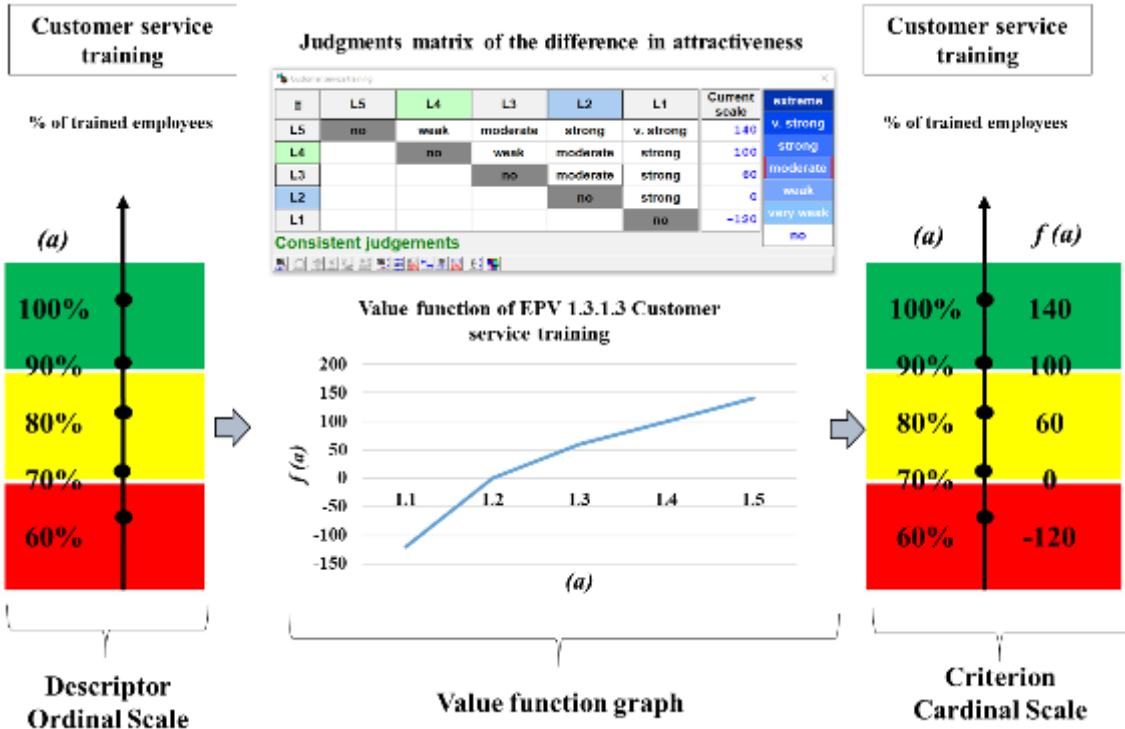 Customer service
training
% of trained employees
(a)
100%
90%
80%
70%
60%
Descriptor
Ordinal Scale
Judgments matrix of the difference in attractiveness
Customer service training
L5 L4 L3 L2 L1 Current scale
L5 no weak moderate strong v. strong 140
L4 no weak moderate strong 100
L3 no moderate strong 60
L2 no strong 0
L1 no -120
Consistent judgements
extreme
v. strong
strong
moderate
weak
very weak
no
Value function of EPV 1.3.1.3 Customer
service training
f (a)
200
150
100
50
0
-50
-100
-150
L1 L2 L3 L4 L5
(a)
Value function graph
Customer service
training
% of trained employees
(a) f (a)
100% 140
90% 100
80% 60
70% 0
60% -120
Criterion
Cardinal Scale